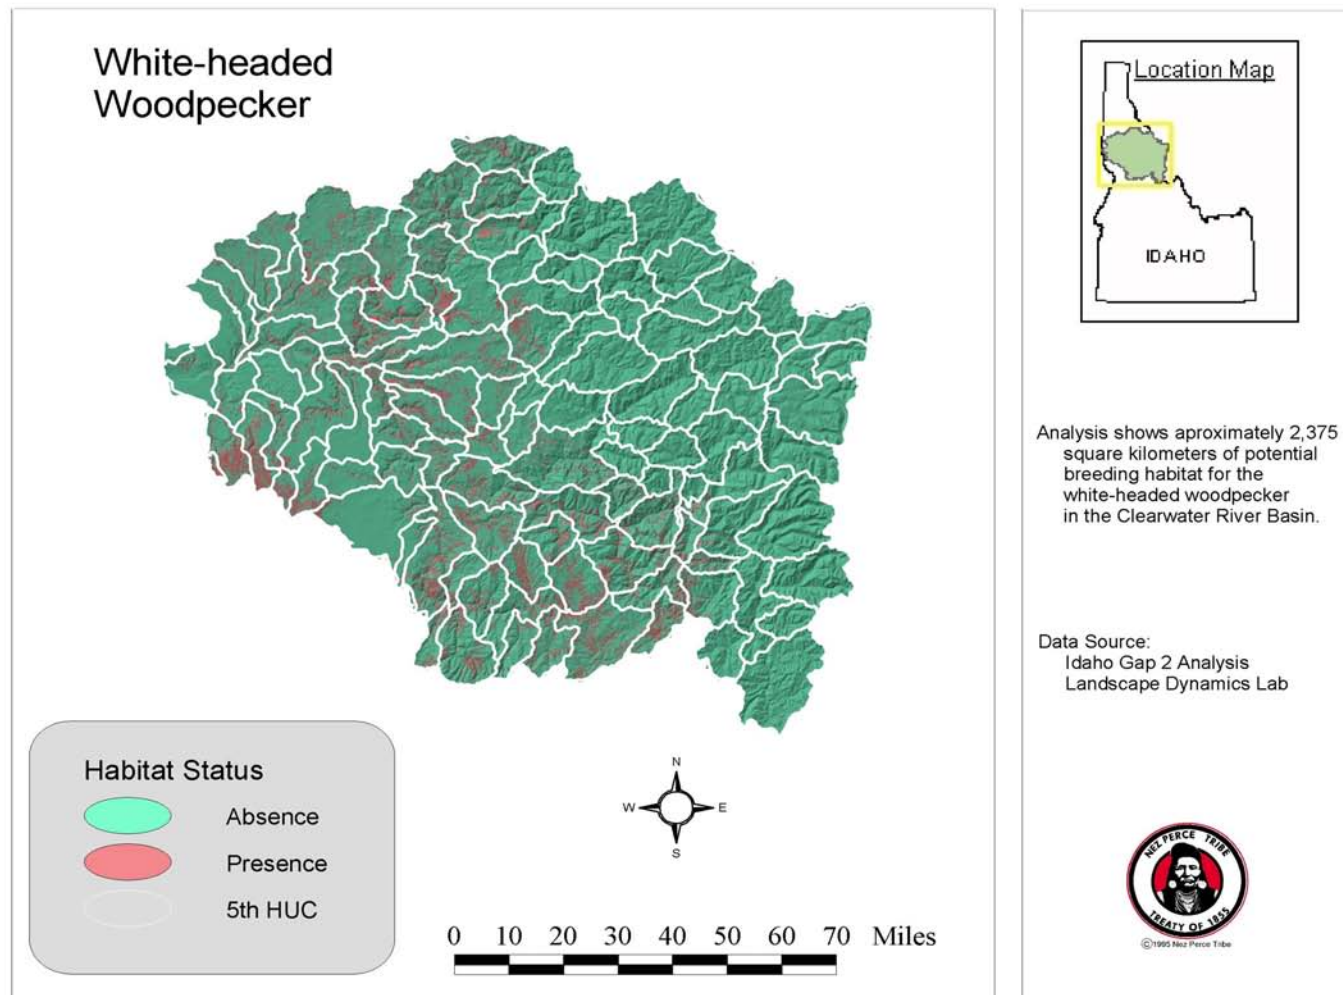 White-headed
Woodpecker
Location Map
IDAHO
Analysis shows aproximately 2,375
square kilometers of potential
breeding habitat for the
white-headed woodpecker
in the Clearwater River Basin.
Data Source:
Idaho Gap 2 Analysis
Landscape Dynamics Lab
Habitat Status
Absence
Presence
5th HUC
N
W E
S
0 10 20 30 40 50 60 70 Miles
NEZ PERCE TRIBE
TREATY OF 1855
©1995 Nez Perce Tribe